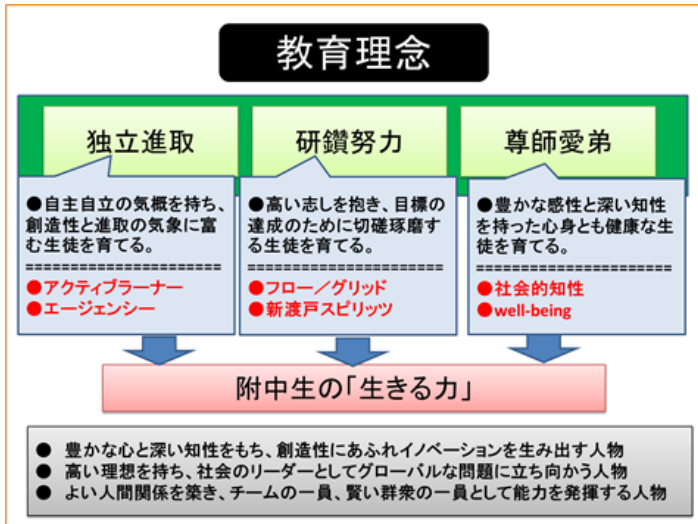 教育理念
独立進取
研鑽努力
尊師愛弟
●自主自立の気概を持ち、
創造性と進取の気象に富
む生徒を育てる。
=======================
●アクティブラーナー
●エージェンシー
●高い志しを抱き、目標の
達成のために切磋琢磨す
る生徒を育てる。
=======================
●フロー／グリッド
●新渡戸スピリッツ
●豊かな感性と深い知性
を持った心身とも健康な生
徒を育てる。
=======================
●社会的知性
●well-being
附中生の「生きる力」
● 豊かな心と深い知性をもち、創造性にあふれイノベーションを生み出す人物
● 高い理想を持ち、社会のリーダーとしてグローバルな問題に立ち向かう人物
● よい人間関係を築き、チームの一員、賢い群衆の一員として能力を発揮する人物